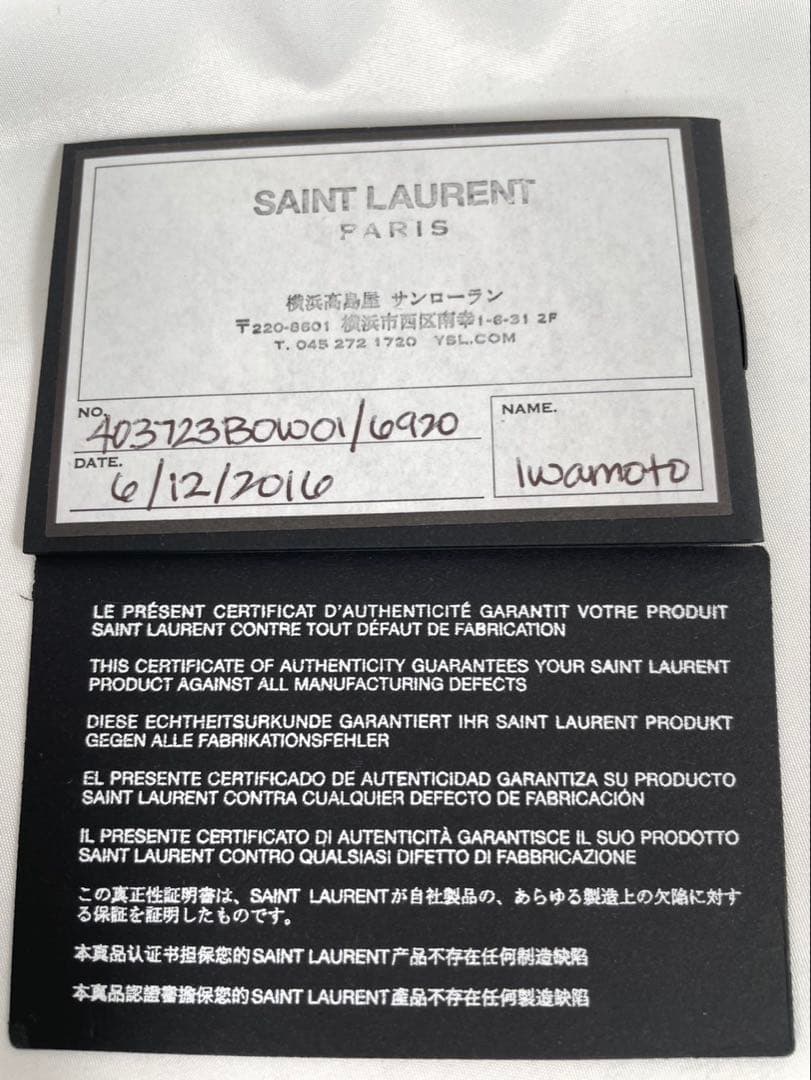 SAINT LAURENT
PARIS
横浜高島屋 サンローラン
〒220-8601 横浜市西区南幸1-6-31 2F
T. 045 272 1720 YSL.COM
NO. 403723B0W01/6920
DATE. 6/12/2016
NAME.
Iwamoto
LE PRÉSENT CERTIFICAT D'AUTHENTICITÉ GARANTIT VOTRE PRODUIT
SAINT LAURENT CONTRE TOUT DÉFAUT DE FABRICATION
THIS CERTIFICATE OF AUTHENTICITY GUARANTEES YOUR SAINT LAURENT
PRODUCT AGAINST ALL MANUFACTURING DEFECTS
DIESE ECHTHEITSURKUNDE GARANTIERT IHR SAINT LAURENT PRODUKT
GEGEN ALLE FABRIKATIONSFEHLER
EL PRESENTE CERTIFICADO DE AUTENTICIDAD GARANTIZA SU PRODUCTO
SAINT LAURENT CONTRA CUALQUIER DEFECTO DE FABRICACIÓN
IL PRESENTE CERTIFICATO DI AUTENTICITÀ GARANTISCE IL SUO PRODOTTO
SAINT LAURENT CONTRO QUALSIASI DIFETTO DI FABBRICAZIONE
この真正性証明書は、SAINT LAURENTが自社製品の、あらゆる製造上の欠陥に対す
る保証を証明したものです。
本真品认证书担保您的SAINT LAURENT产品不存在任何制造缺陷
本真品認證書擔保您的SAINT LAURENT產品不存在任何製造缺陷